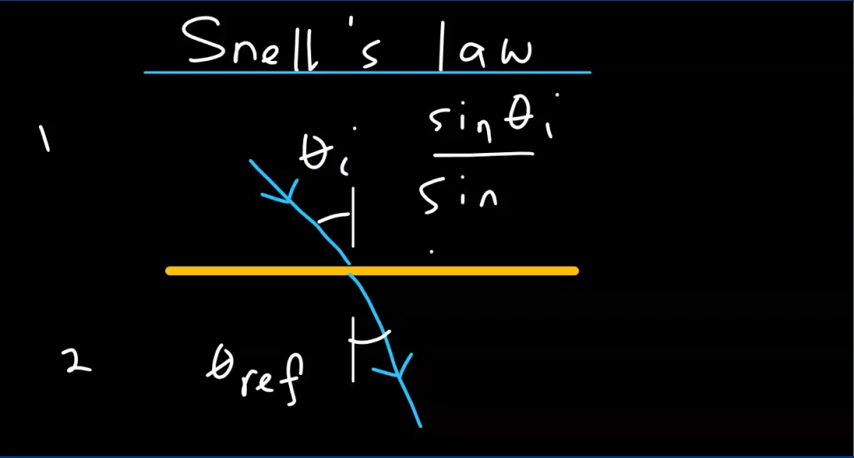 Snell's law
1
θi
sin θi
sin
2
θref